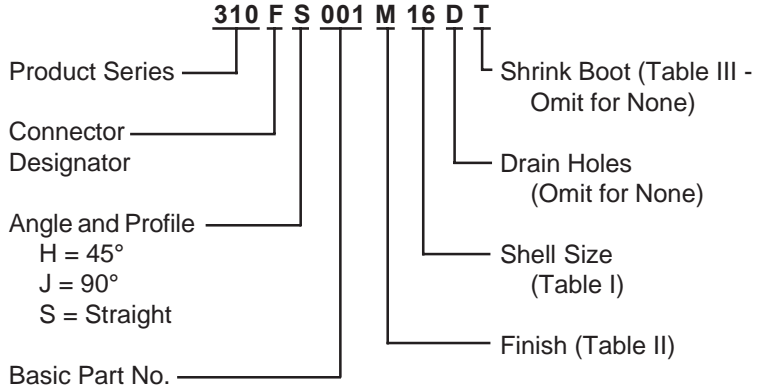 310 F S 001 M 16 D T
Product Series
Connector
Designator
Angle and Profile
H = 45°
J = 90°
S = Straight
Basic Part No.
Shrink Boot (Table III -
Omit for None)
Drain Holes
(Omit for None)
Shell Size
(Table I)
Finish (Table II)